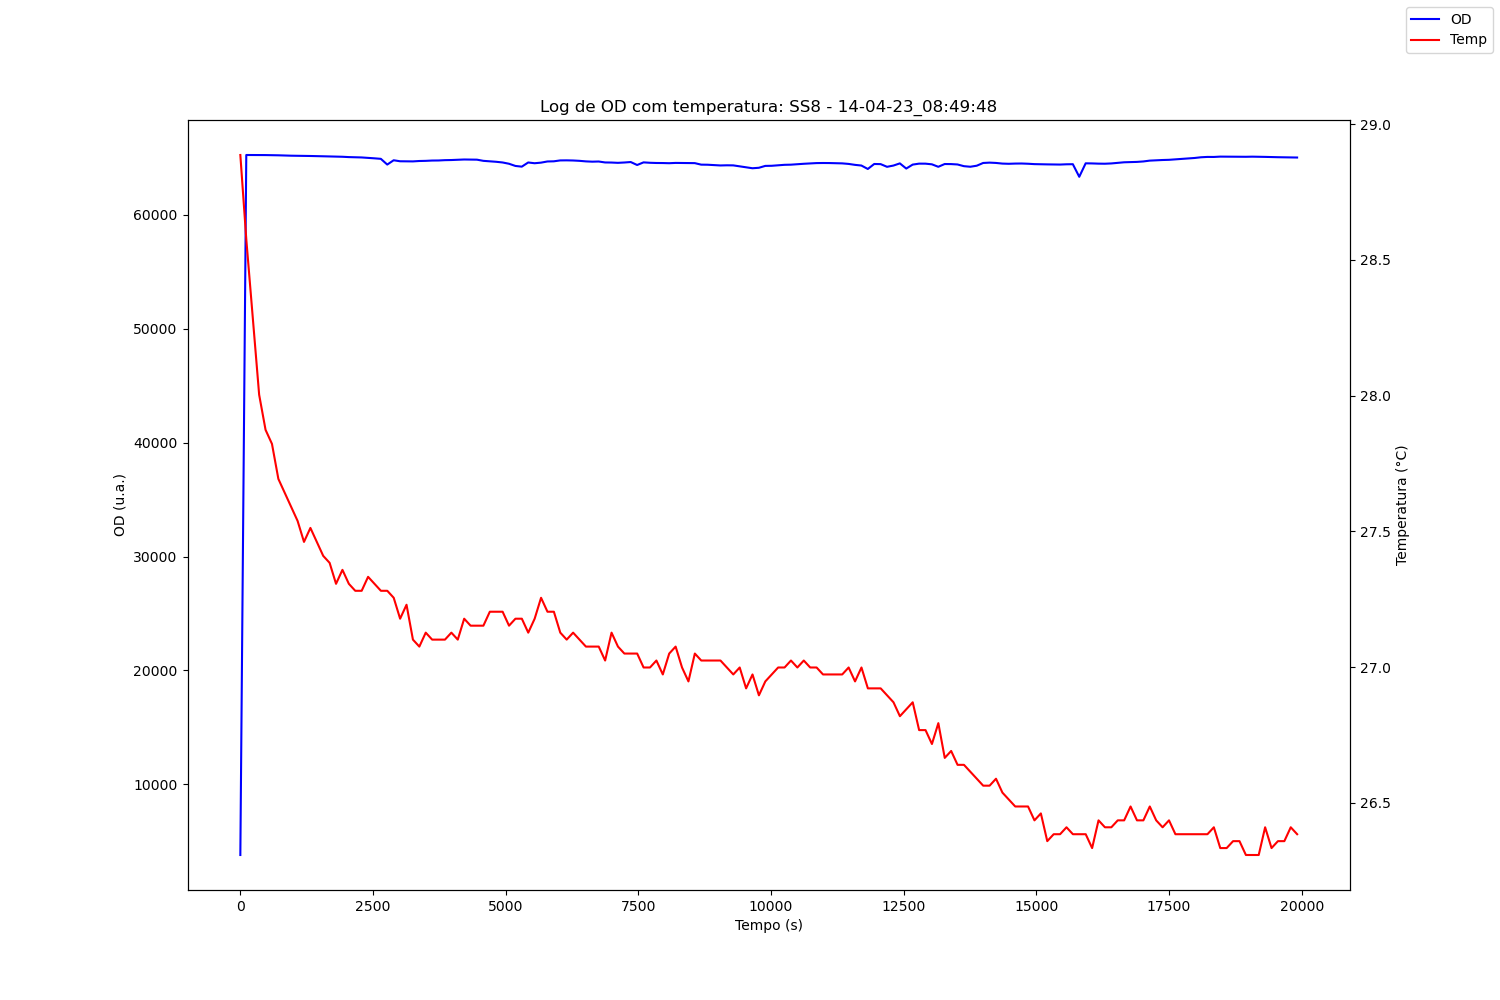 OD
Temp
Log de OD com temperatura: SS8 - 14-04-23_08:49:48
60000
50000
40000
30000
20000
10000
OD (u.a.)
29.0
28.5
28.0
27.5
27.0
26.5
Temperatura (°C)
0 2500 5000 7500 10000 12500 15000 17500 20000
Tempo (s)